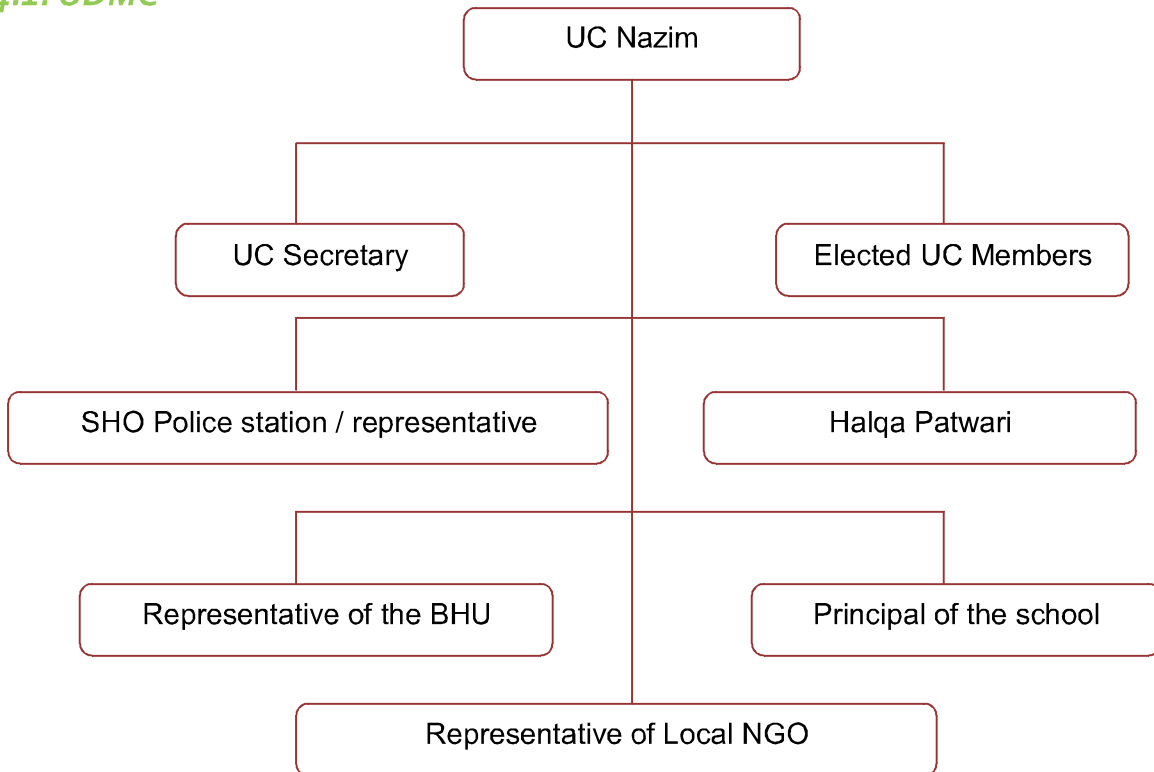 UC Nazim
UC Secretary
Elected UC Members
SHO Police station / representative
Halqa Patwari
Representative of the BHU
Principal of the school
Representative of Local NGO